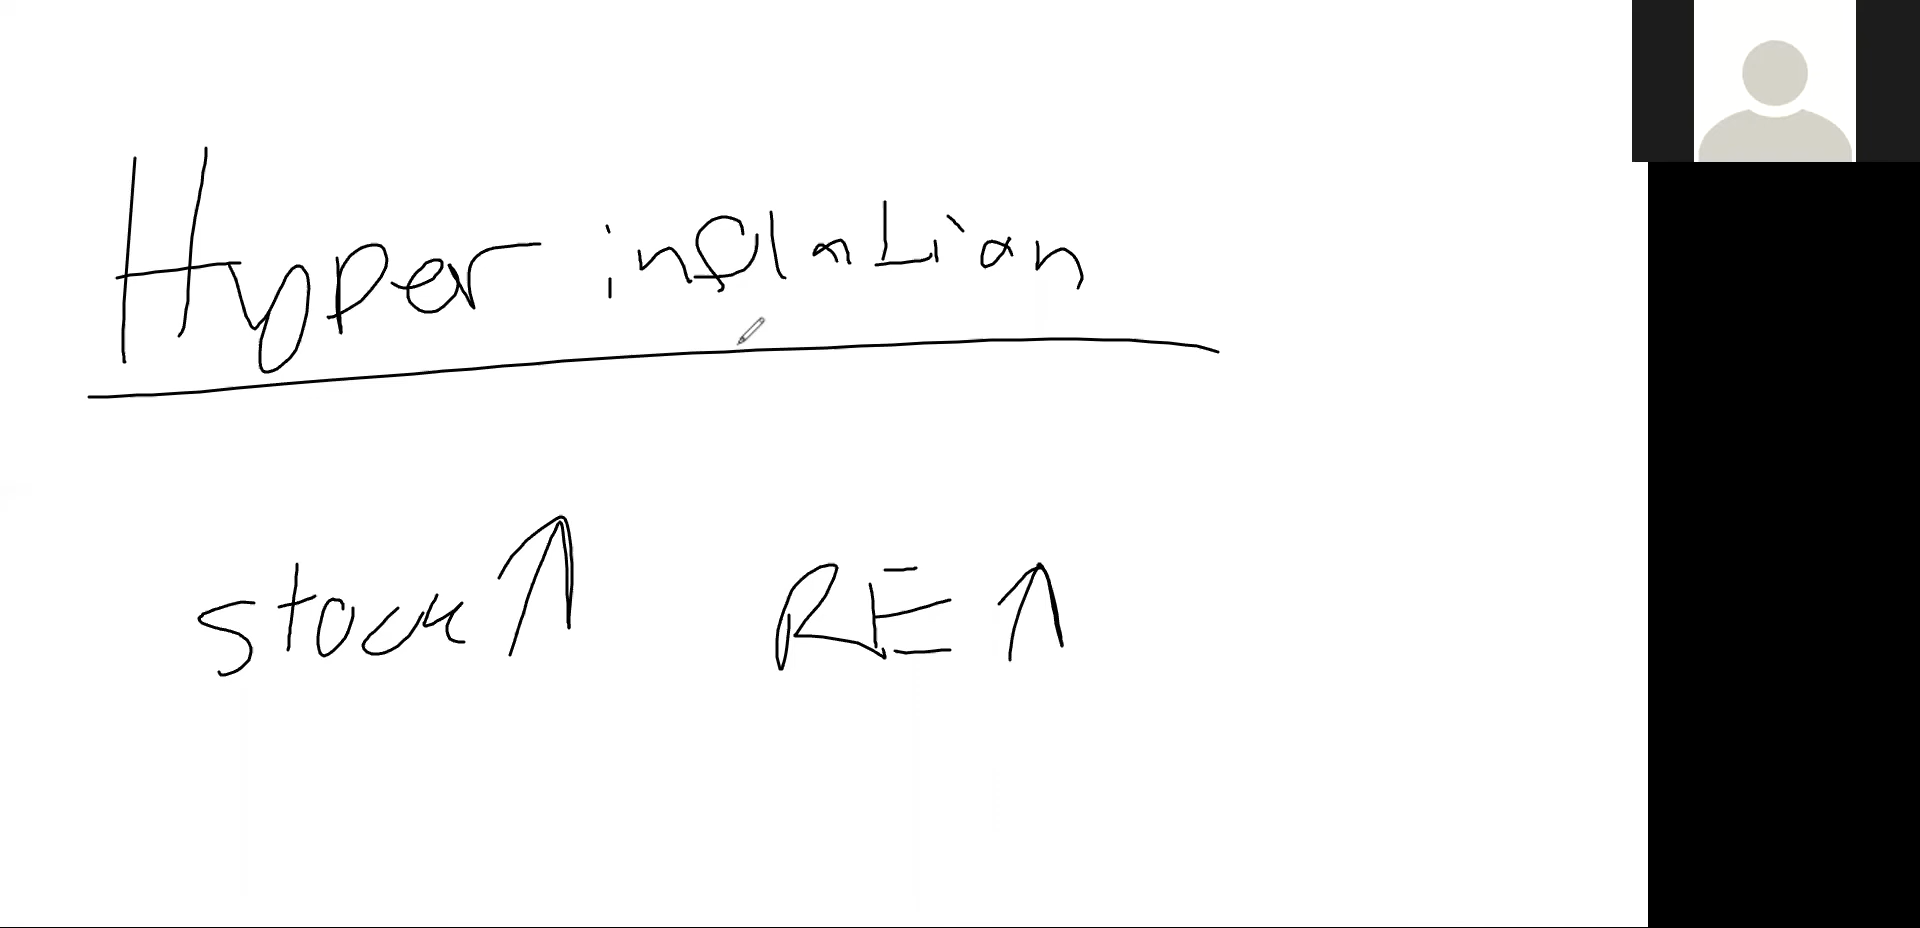 Hyper inflation
stock ↑ RE ↑